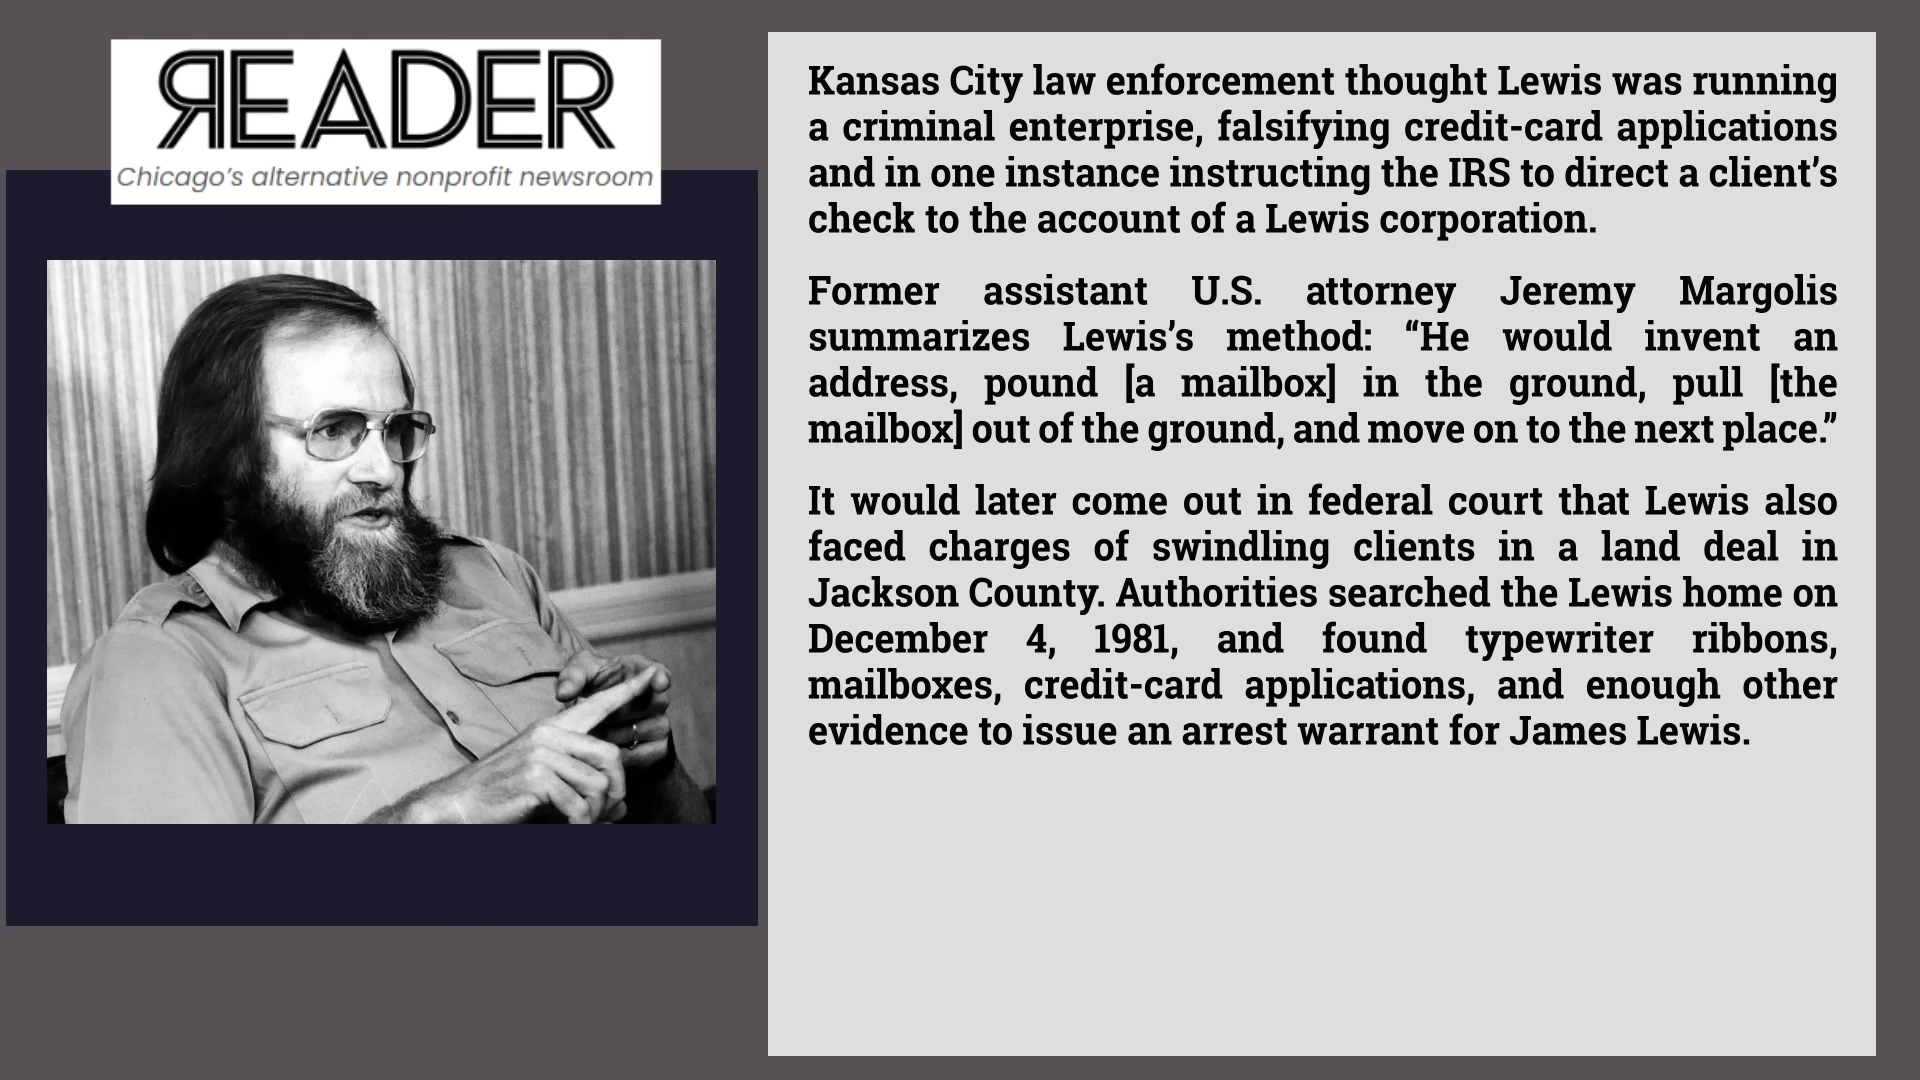 READER
Chicago’s alternative nonprofit newsroom
Kansas City law enforcement thought Lewis was running
a criminal enterprise, falsifying credit-card applications
and in one instance instructing the IRS to direct a client’s
check to the account of a Lewis corporation.
Former assistant U.S. attorney Jeremy Margolis
summarizes Lewis’s method: “He would invent an
address, pound [a mailbox] in the ground, pull [the
mailbox] out of the ground, and move on to the next place.”
It would later come out in federal court that Lewis also
faced charges of swindling clients in a land deal in
Jackson County. Authorities searched the Lewis home on
December 4, 1981, and found typewriter ribbons,
mailboxes, credit-card applications, and enough other
evidence to issue an arrest warrant for James Lewis.